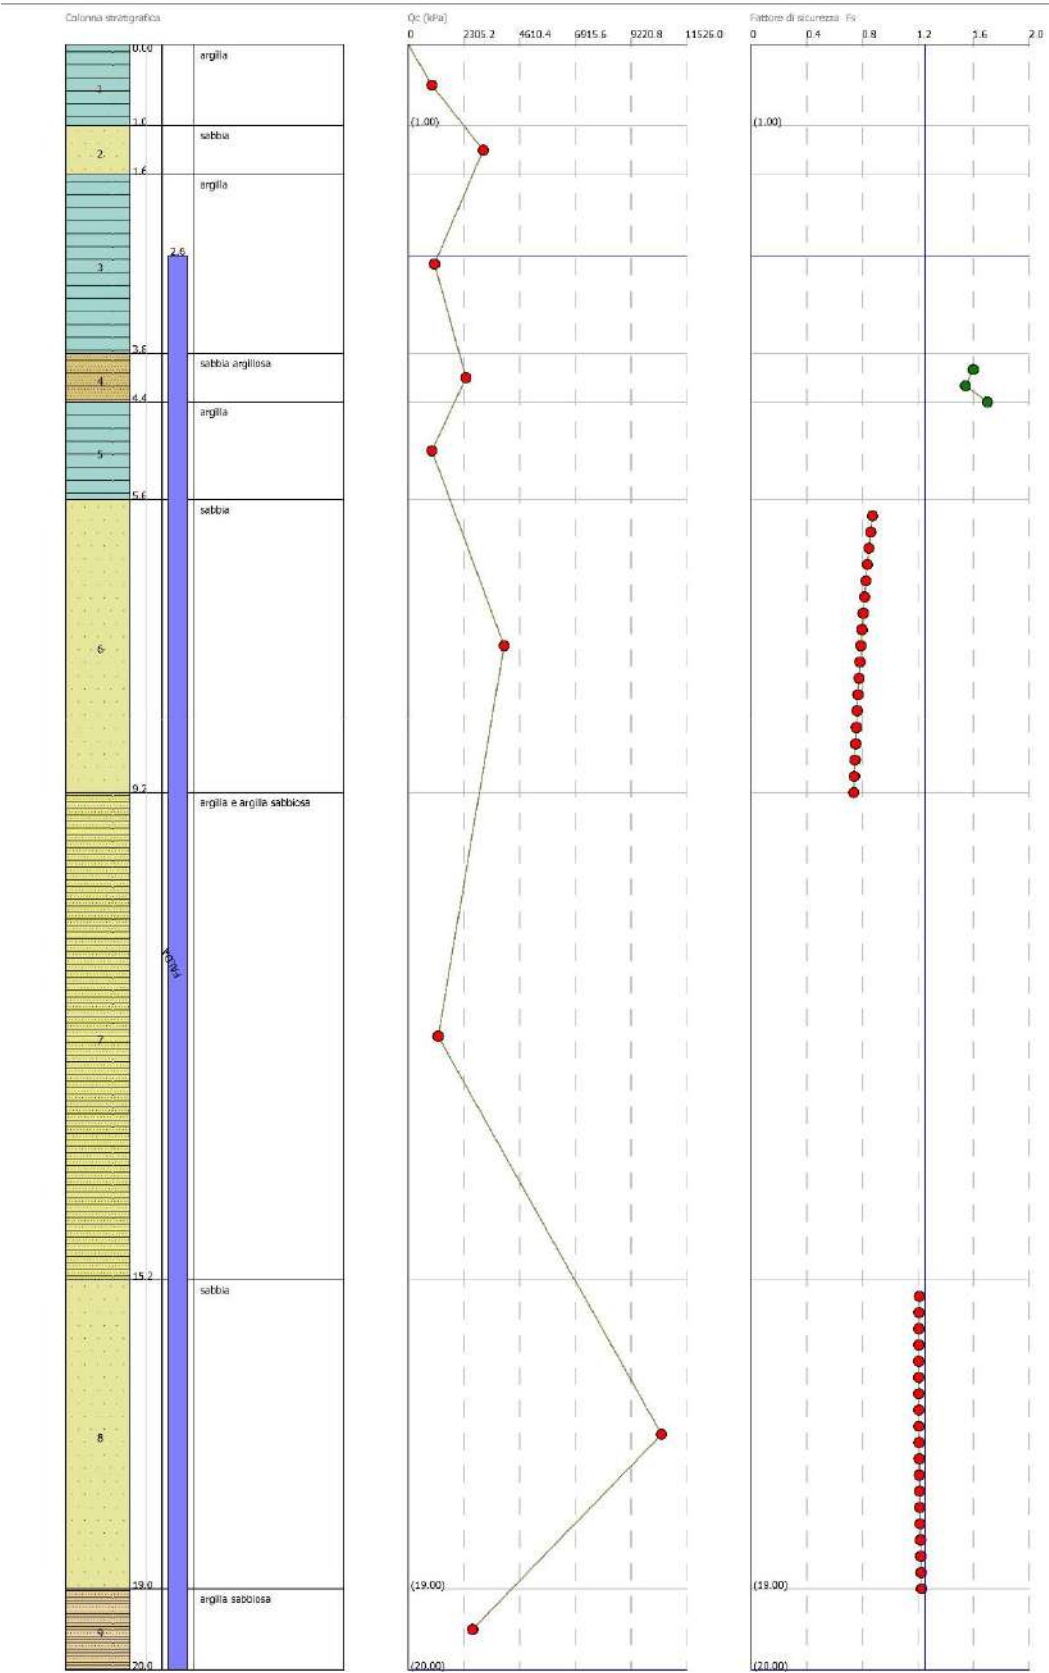 Colonna stratigrafica Qc (kPa) Fattore di sicurezza Fs
0 2305.2 4610.4 6915.6 9220.8 11526.0 0 0.4 0.8 1.2 1.6 2.0
0.00 argilla
1
1.0 (1.00) (1.00)
sabbia
2
1.6
argilla
2.6
3
3.6
sabbia argillosa
4
4.4
argilla
5
5.6
sabbia
6
9.2
argilla e argilla sabbiosa
FALDA
7
15.2
sabbia
8
19.0 (19.00) (19.00)
argilla sabbiosa
9
20.0 (20.00) (20.00)